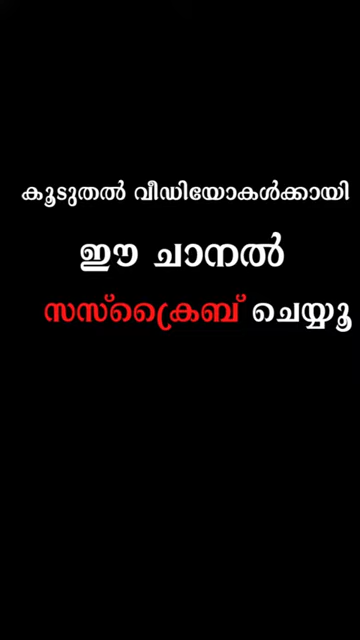 കൂടുതൽ വീഡിയോകൾക്കായി
ഈ ചാനൽ
സസ്ക്രൈബ് ചെയ്യൂ